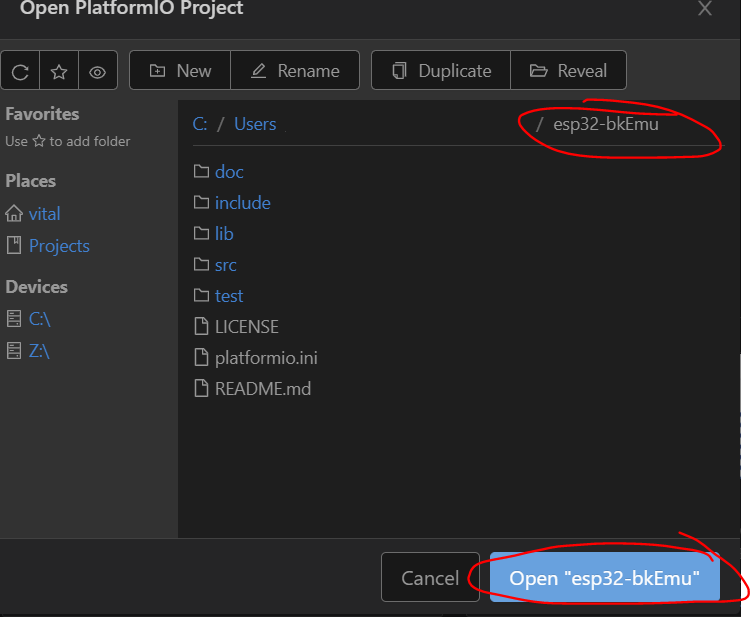 Open PlatformIO Project
New Rename Duplicate Reveal
Favorites
Use to add folder
Places
vital
Projects
Devices
C:\
Z:\
C: / Users / esp32-bkEmu
doc
include
lib
src
test
LICENSE
platformio.ini
README.md
Cancel Open "esp32-bkEmu"